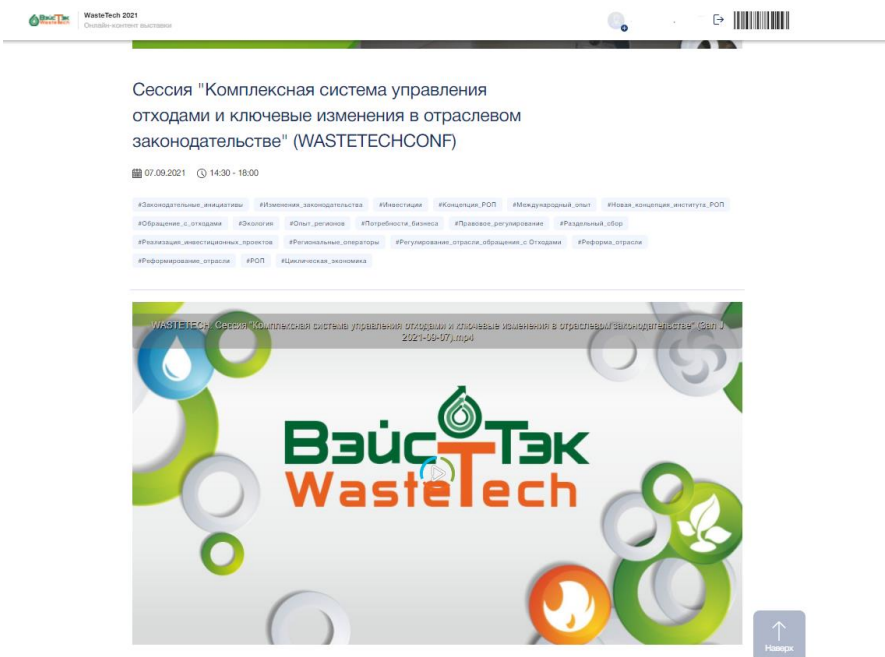 ВэйсТэк
WasteTech
WasteTech 2021
Онлайн-контент выставки
Сессия "Комплексная система управления
отходами и ключевые изменения в отраслевом
законодательстве" (WASTETECHCONF)
07.09.2021 14:30 - 18:00
#Законодательные_инициативы #Изменения_законодательства #Инвестиции #Концепция_РОП #Международный_опыт #Новая_концепция_института_РОП
#Обращение_с_отходами #Экология #Опыт_регионов #Потребности_бизнеса #Правовое_регулирование #Раздельный_сбор
#Реализация_инвестиционных_проектов #Региональные_операторы #Регулирование_отрасли_обращения_с_Отходами #Реформа_отрасли
#Реформирование_отрасли #РОП #Циклическая_экономика
WASTETECH: Сессия "Комплексная система управления отходами и ключевые изменения в отраслевом законодательстве" (Зал J
2021-09-07).mp4
ВэйсТэк
WasteTech
Наверх